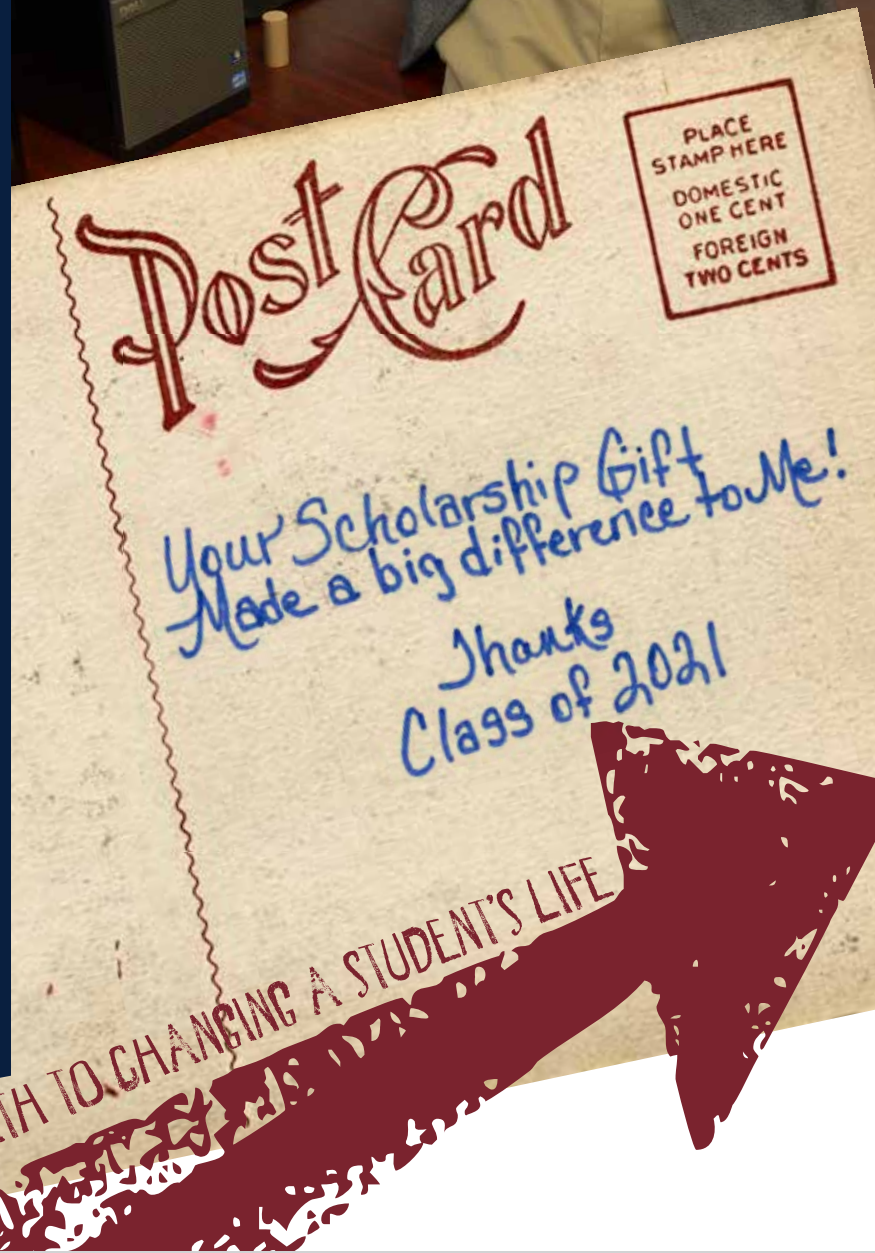 DELL
Post Card
PLACE
STAMP HERE
DOMESTIC
ONE CENT
FOREIGN
TWO CENTS
Your Scholarship Gift
Made a big difference to Me!
Thanks
Class of 2021
TO CHANGING A STUDENT'S LIFE